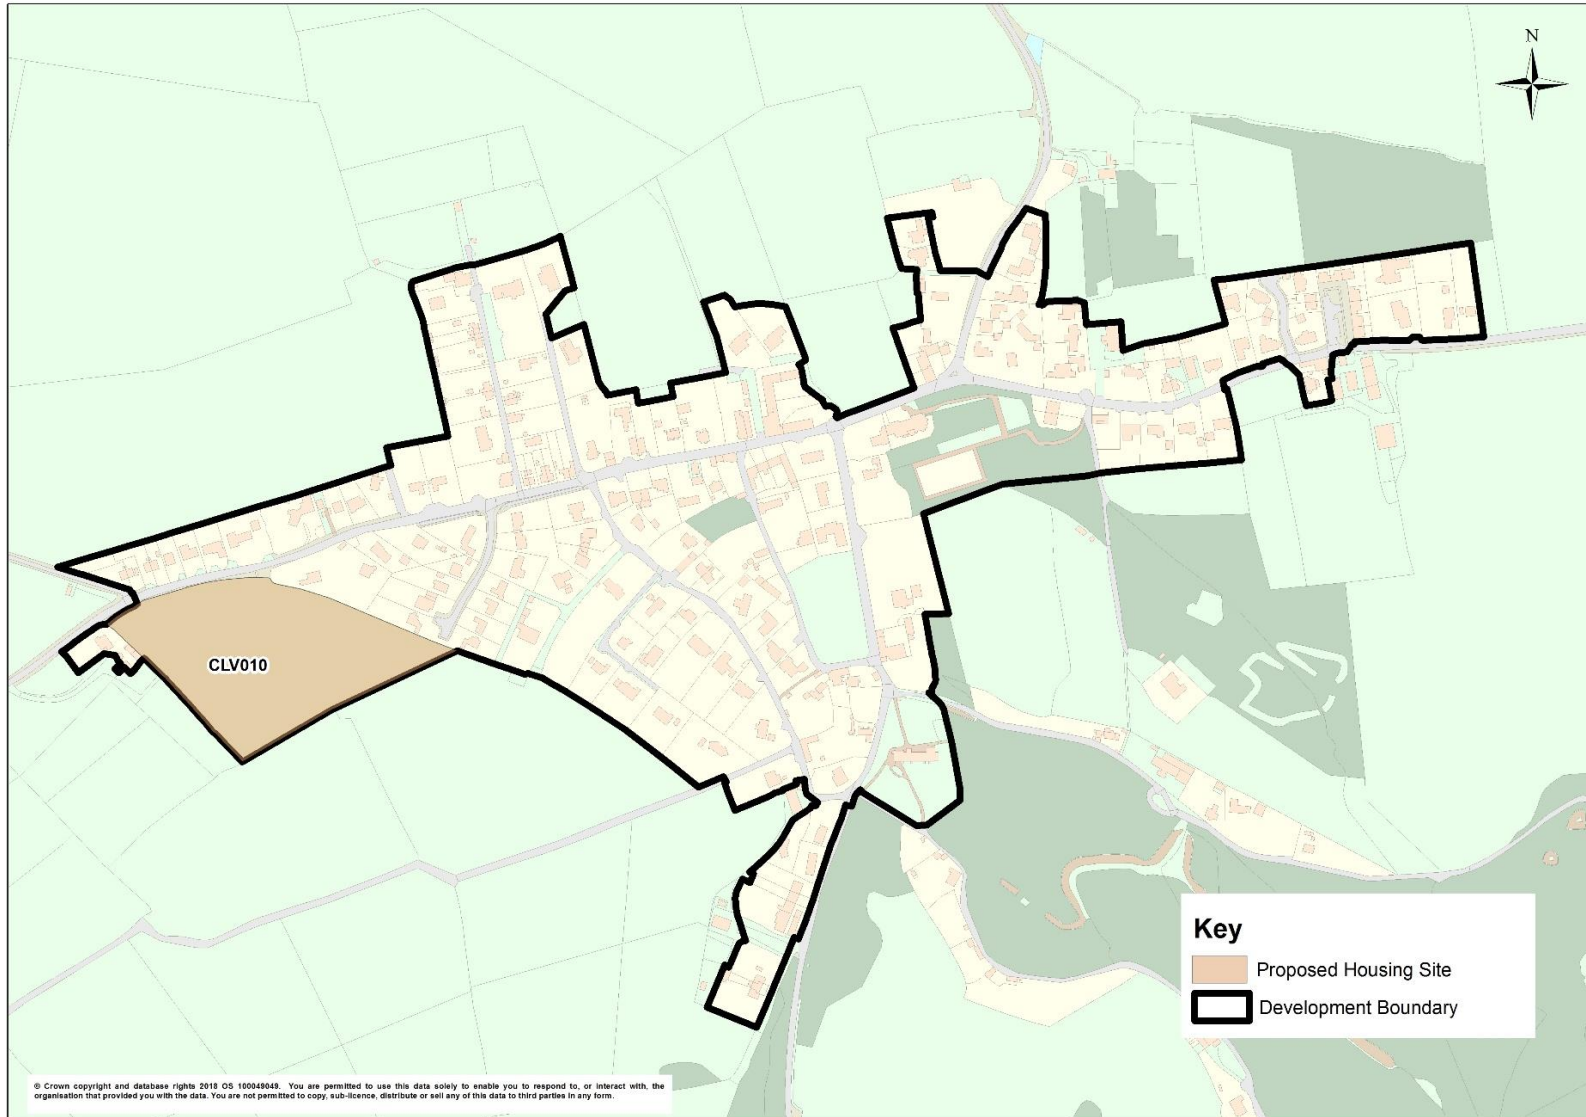 N
CLV010
Key
Proposed Housing Site
Development Boundary
© Crown copyright and database rights 2018 OS 100049049. You are permitted to use this data solely to enable you to respond to, or interact with, the
organisation that provided you with the data. You are not permitted to copy, sub-licence, distribute or sell any of this data to third parties in any form.